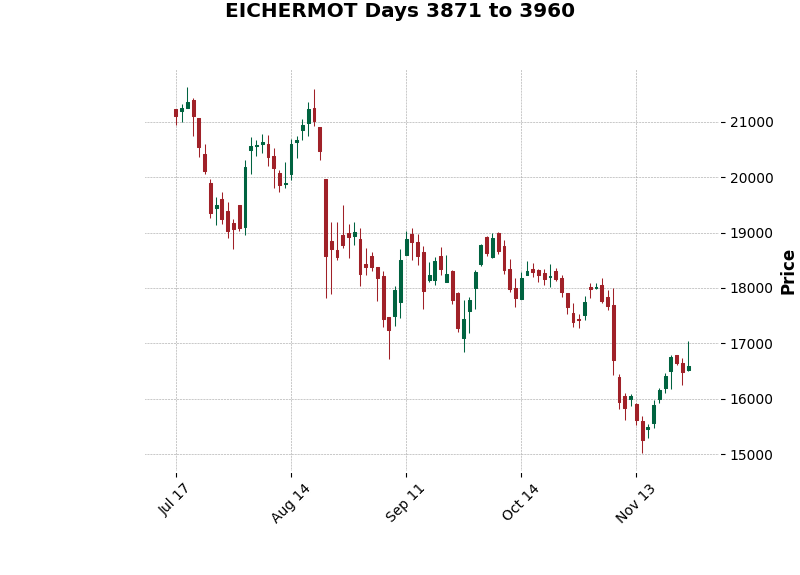 EICHERMOT Days 3871 to 3960
21000
20000
19000
18000
17000
16000
15000
Price
Jul 17
Aug 14
Sep 11
Oct 14
Nov 13